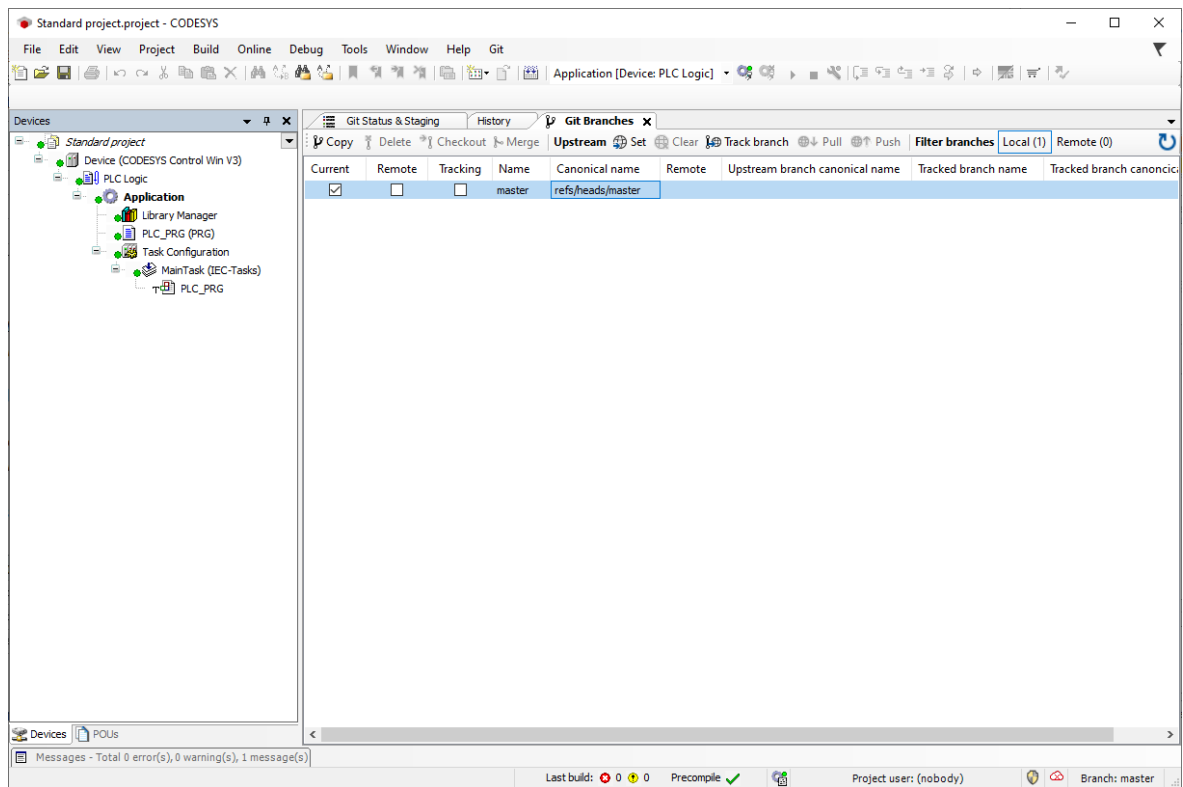 Standard project.project - CODESYS
File Edit View Project Build Online Debug Tools Window Help Git
Application [Device: PLC Logic]
Devices
Standard project
Device (CODESYS Control Win V3)
PLC Logic
Application
Library Manager
PLC_PRG (PRG)
Task Configuration
MainTask (IEC-Tasks)
PLC_PRG
Git Status & Staging History Git Branches
Copy Delete Checkout Merge Upstream Set Clear Track branch Pull Push Filter branches Local (1) Remote (0)
Current Remote Tracking Name Canonical name Remote Upstream branch canonical name Tracked branch name Tracked branch canoncica
master refs/heads/master
Devices POUs
Messages - Total 0 error(s), 0 warning(s), 1 message(s)
Last build: 0 0 Precompile Project user: (nobody) Branch: master